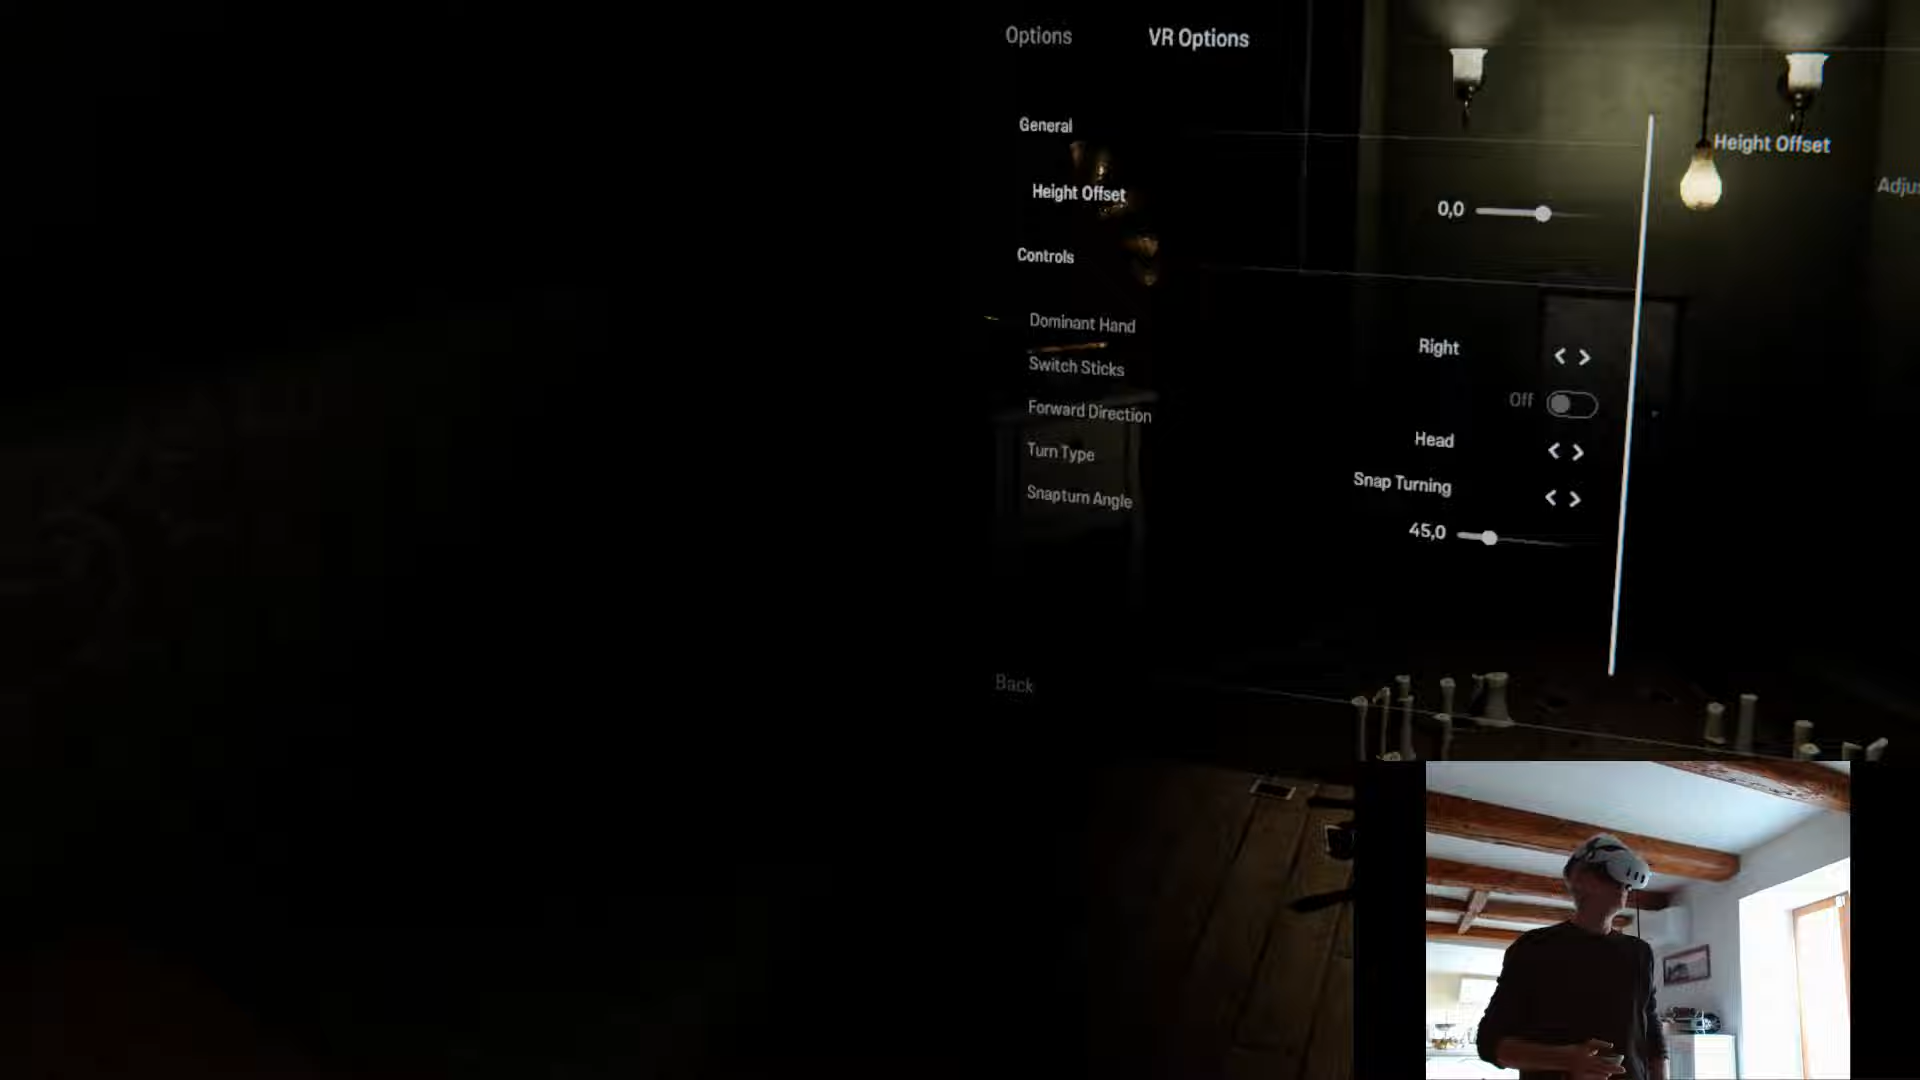 Options VR Options
General
Height Offset 0,0
Controls
Dominant Hand Right < >
Switch Sticks Off
Forward Direction Head < >
Turn Type Snap Turning < >
Snapturn Angle 45,0
Back
Height Offset